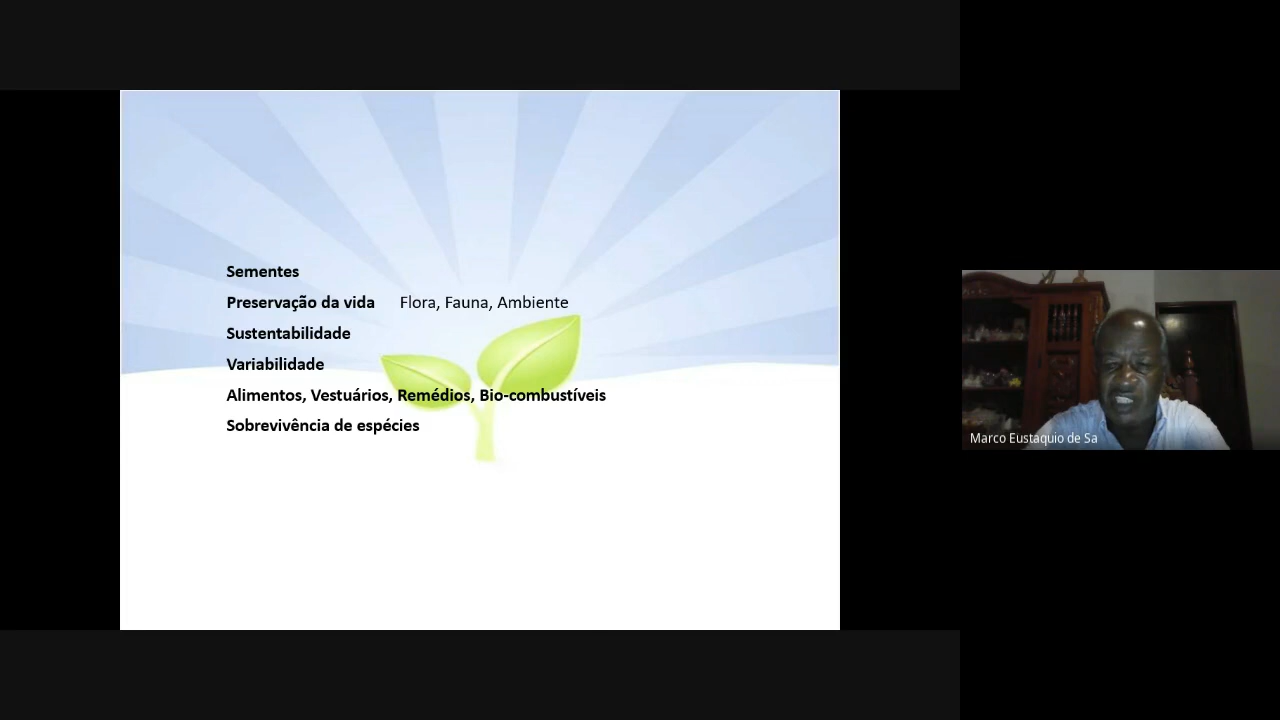 Sementes
Preservação da vida Flora, Fauna, Ambiente
Sustentabilidade
Variabilidade
Alimentos, Vestuários, Remédios, Bio-combustíveis
Sobrevivência de espécies
Marco Eustaquio de Sa